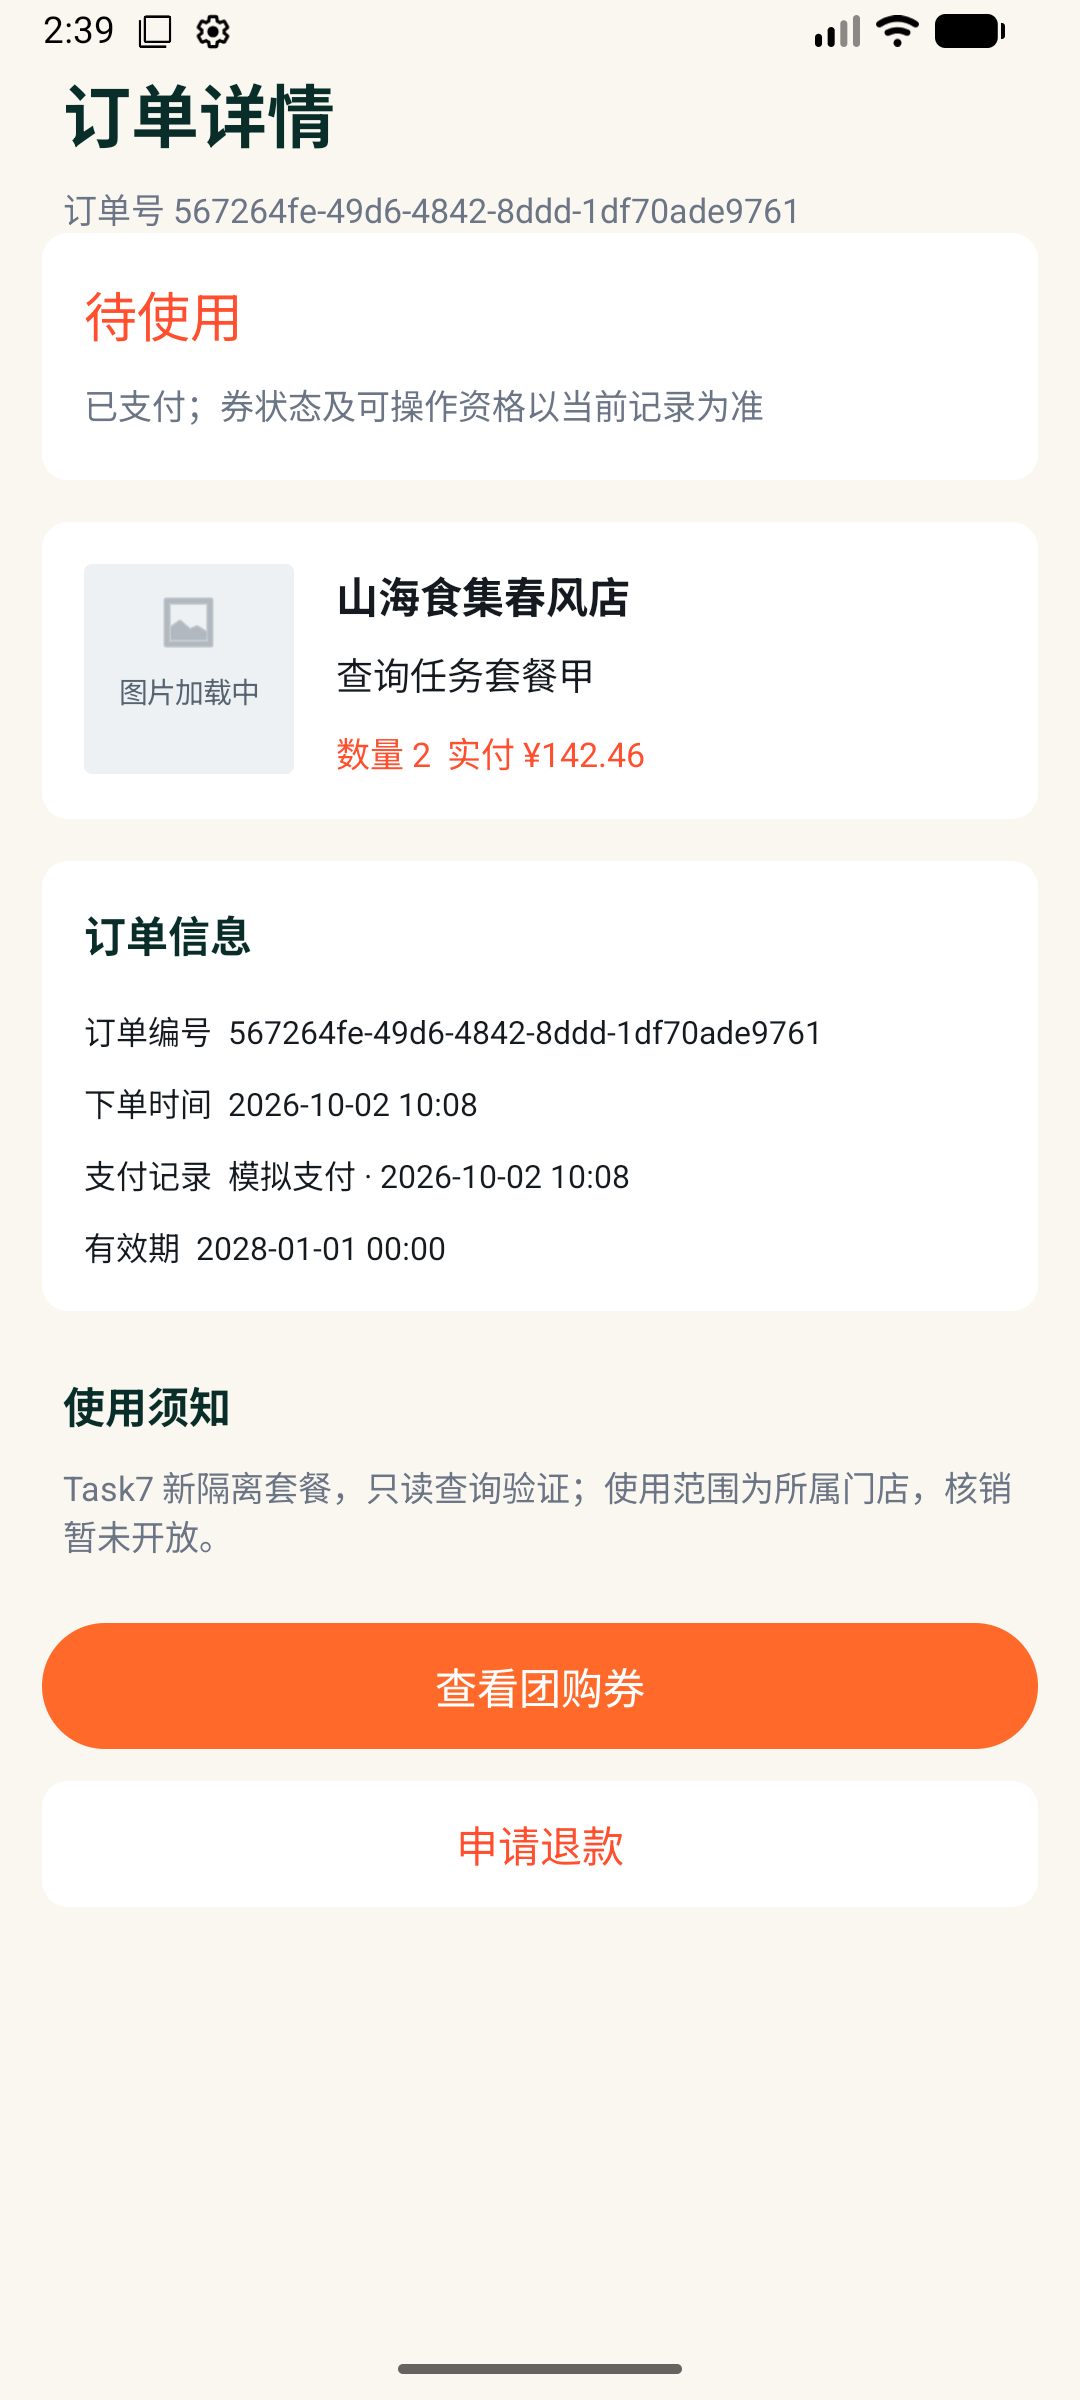 2:39
订单详情
订单号 567264fe-49d6-4842-8ddd-1df70ade9761
待使用
已支付；券状态及可操作资格以当前记录为准
图片加载中
山海食集春风店
查询任务套餐甲
数量 2 实付 ¥142.46
订单信息
订单编号 567264fe-49d6-4842-8ddd-1df70ade9761
下单时间 2026-10-02 10:08
支付记录 模拟支付 · 2026-10-02 10:08
有效期 2028-01-01 00:00
使用须知
Task7 新隔离套餐，只读查询验证；使用范围为所属门店，核销
暂未开放。
查看团购券
申请退款